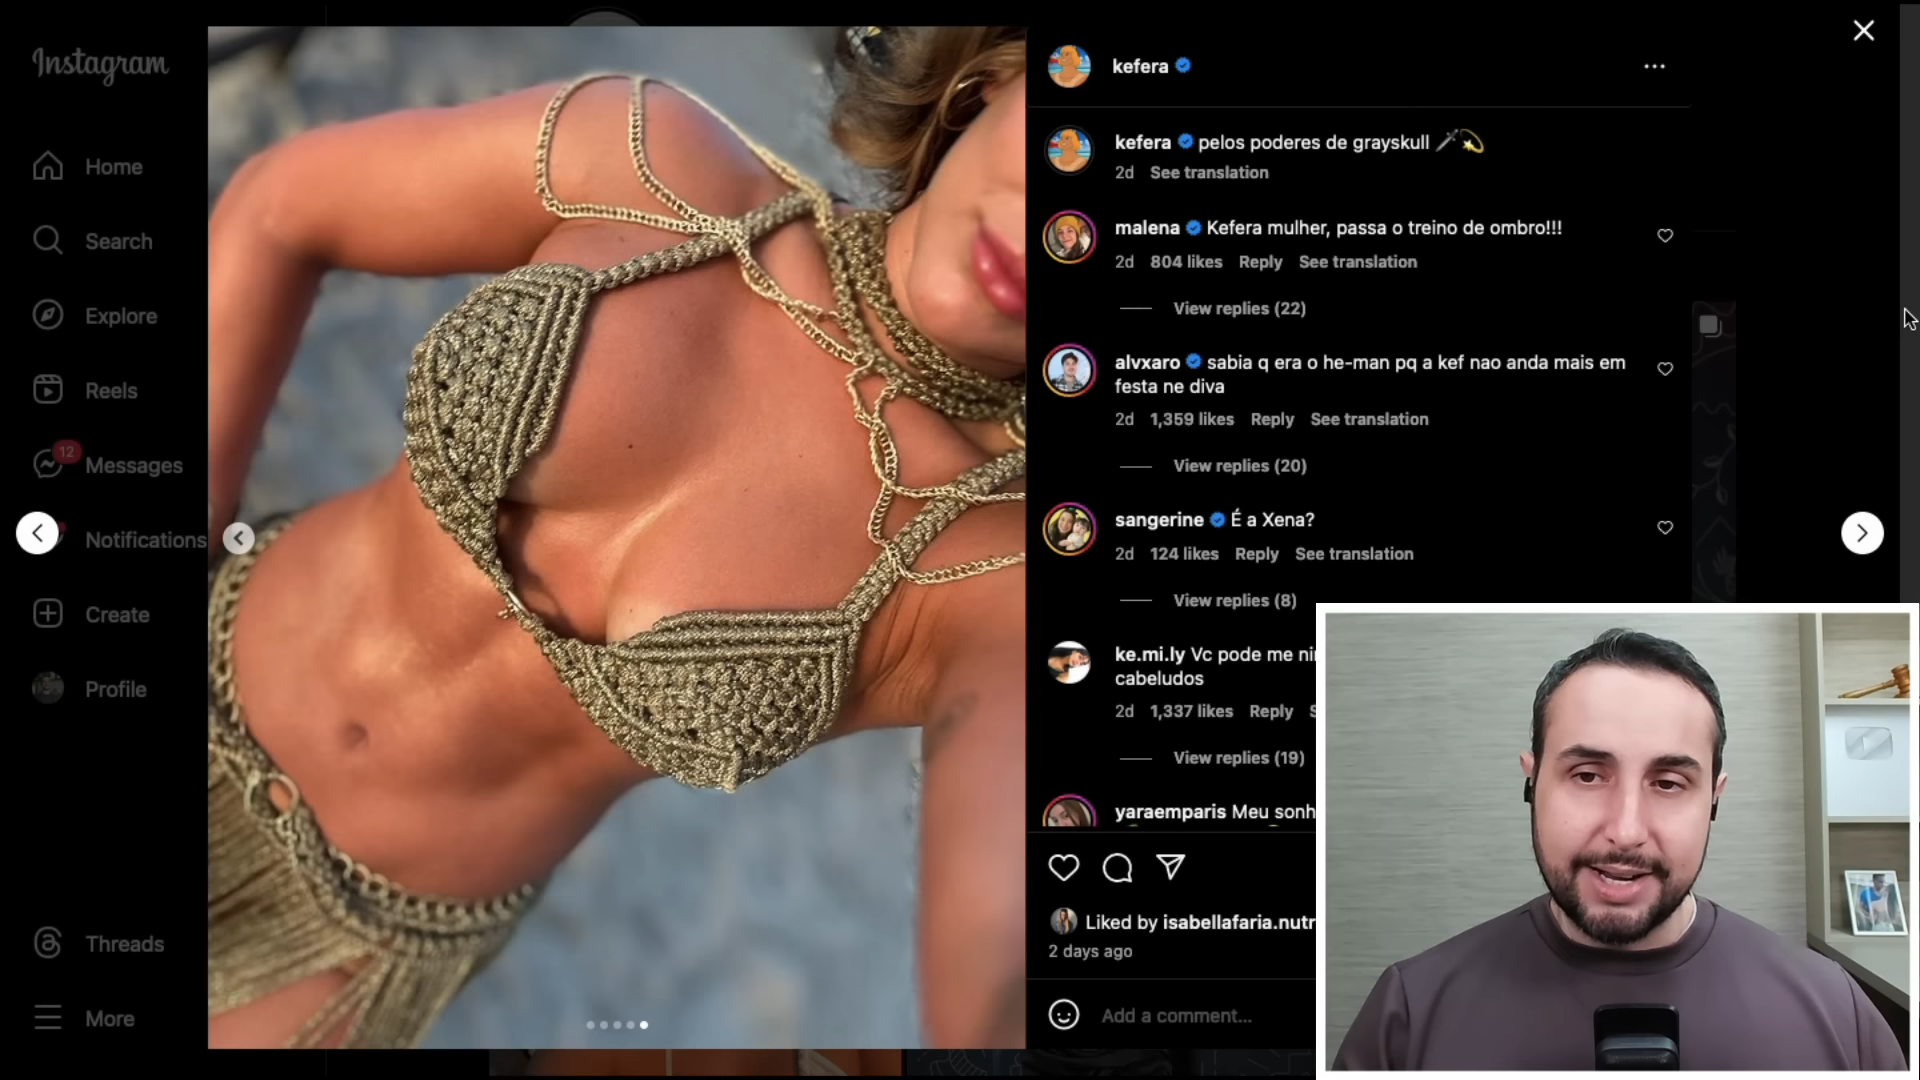 Instagram
Home
Search
Explore
Reels
12
Messages
Notifications
Create
Profile
Threads
More
kefera
kefera pelos poderes de grayskull
2d See translation
malena Kefera mulher, passa o treino de ombro!!!
2d 804 likes Reply See translation
View replies (22)
alvxaro sabia q era o he-man pq a kef nao anda mais em
festa ne diva
2d 1,359 likes Reply See translation
View replies (20)
sangerine É a Xena?
2d 124 likes Reply See translation
View replies (8)
ke.mi.ly Vc pode me
cabeludos
2d 1,337 likes Reply
View replies (19)
yaraemparis Meu
Liked by isabellafaria.nutr
2 days ago
Add a comment...